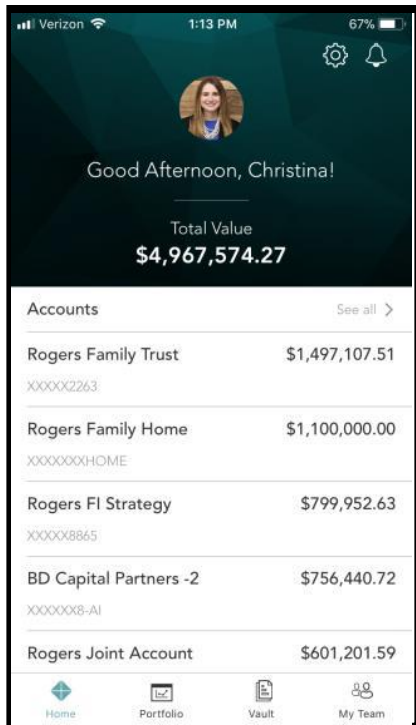 Verizon 1:13 PM 67%
Good Afternoon, Christina!
Total Value
$4,967,574.27
Accounts See all >
Rogers Family Trust $1,497,107.51
XXXXX2263
Rogers Family Home $1,100,000.00
XXXXXXXHOME
Rogers FI Strategy $799,952.63
XXXXX8865
BD Capital Partners -2 $756,440.72
XXXXXX8-AI
Rogers Joint Account $601,201.59
Home Portfolio Vault My Team